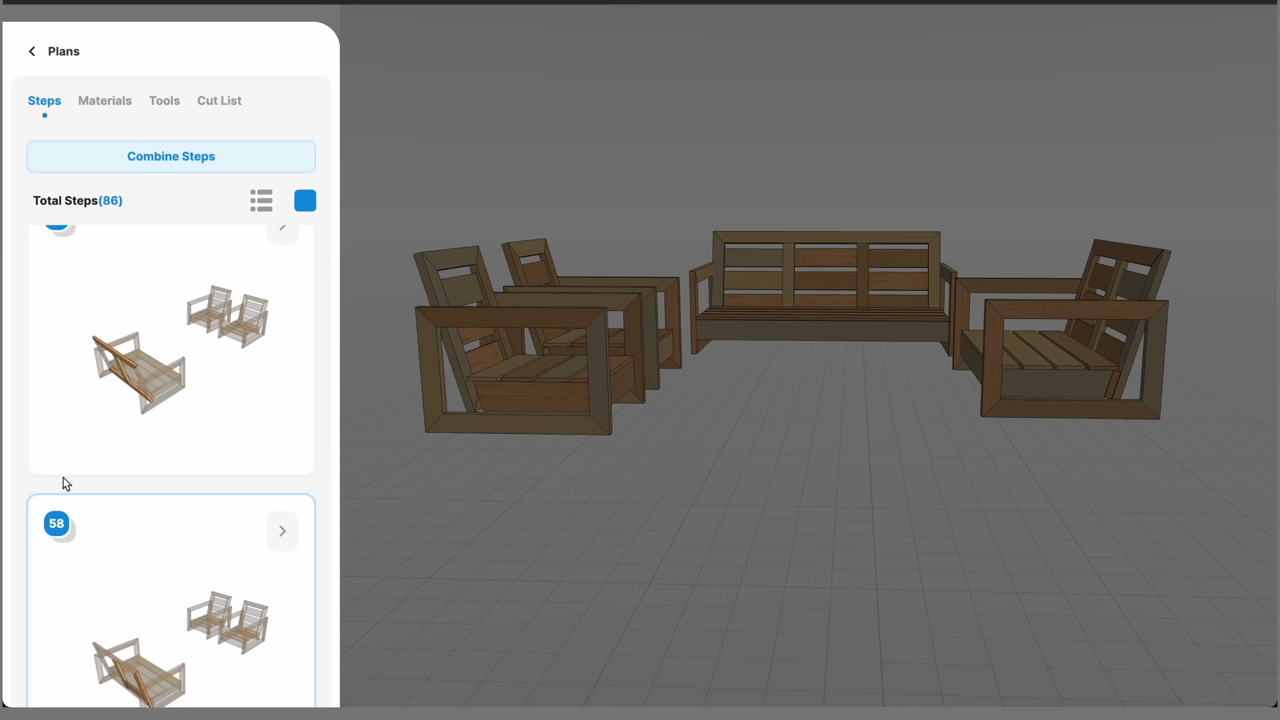 Plans
Steps Materials Tools Cut List
Combine Steps
Total Steps(86)
58